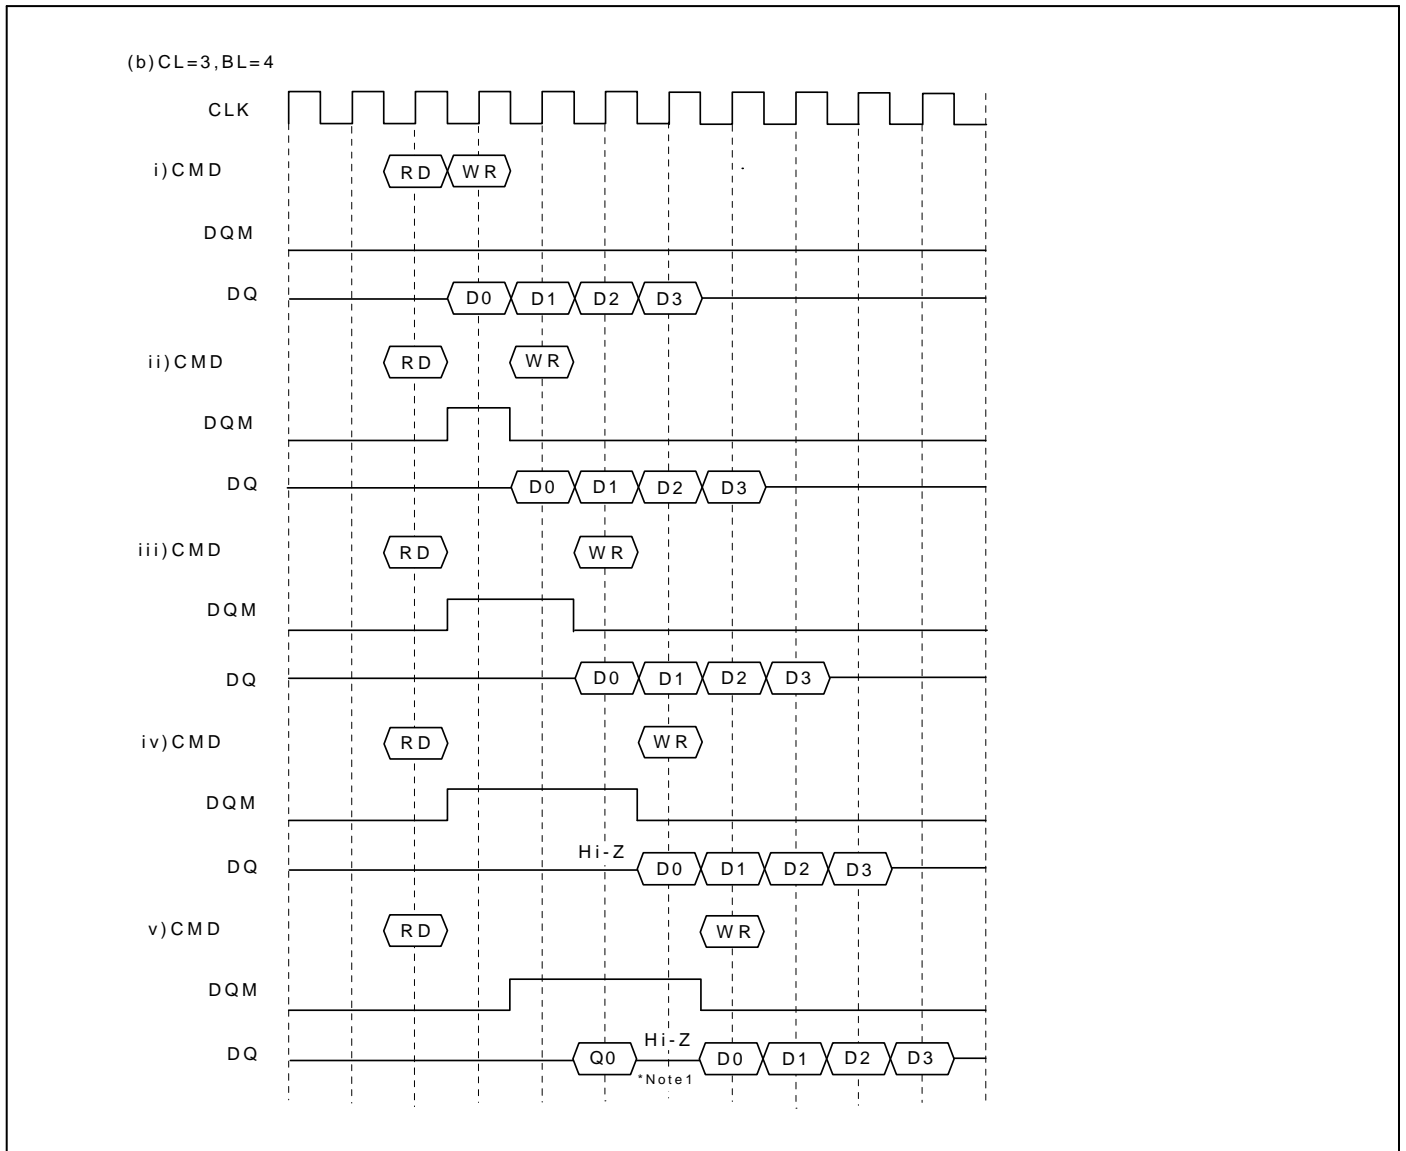 (b)CL=3,BL=4
CLK
i)CMD RD WR
DQM
DQ D0 D1 D2 D3
ii)CMD RD WR
DQM
DQ D0 D1 D2 D3
iii)CMD RD WR
DQM
DQ D0 D1 D2 D3
iv)CMD RD WR
DQM
Hi-Z
DQ D0 D1 D2 D3
v)CMD RD WR
DQM
Hi-Z
DQ Q0 D0 D1 D2 D3
*Note1